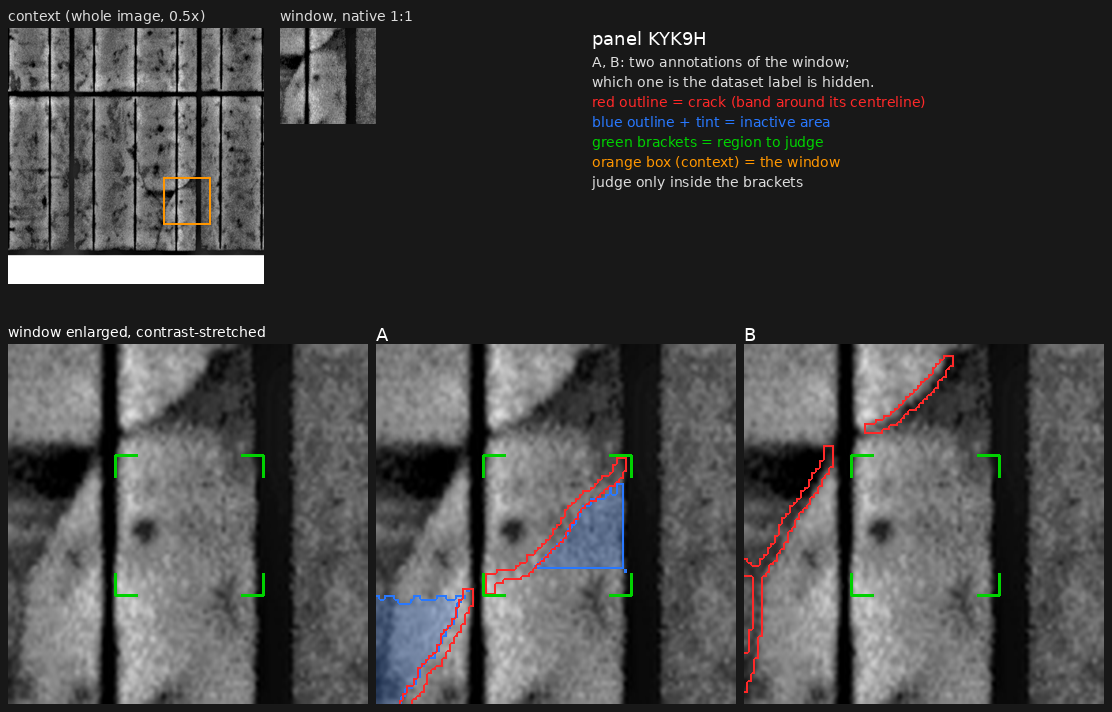 context (whole image, 0.5x)
window, native 1:1
panel KYK9H
A, B: two annotations of the window;
which one is the dataset label is hidden.
red outline = crack (band around its centreline)
blue outline + tint = inactive area
green brackets = region to judge
orange box (context) = the window
judge only inside the brackets
window enlarged, contrast-stretched
A
B